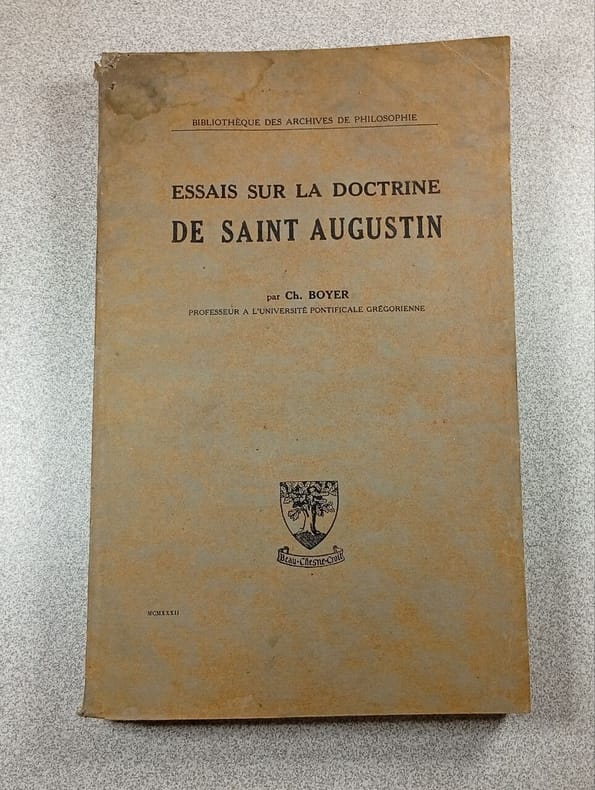 BIBLIOTHÈQUE DES ARCHIVES DE PHILOSOPHIE
ESSAIS SUR LA DOCTRINE
DE SAINT AUGUSTIN
par Ch. BOYER
PROFESSEUR A L'UNIVERSITÉ PONTIFICALE GRÉGORIENNE
Beau·Chesne·Croit
MCMXXXII